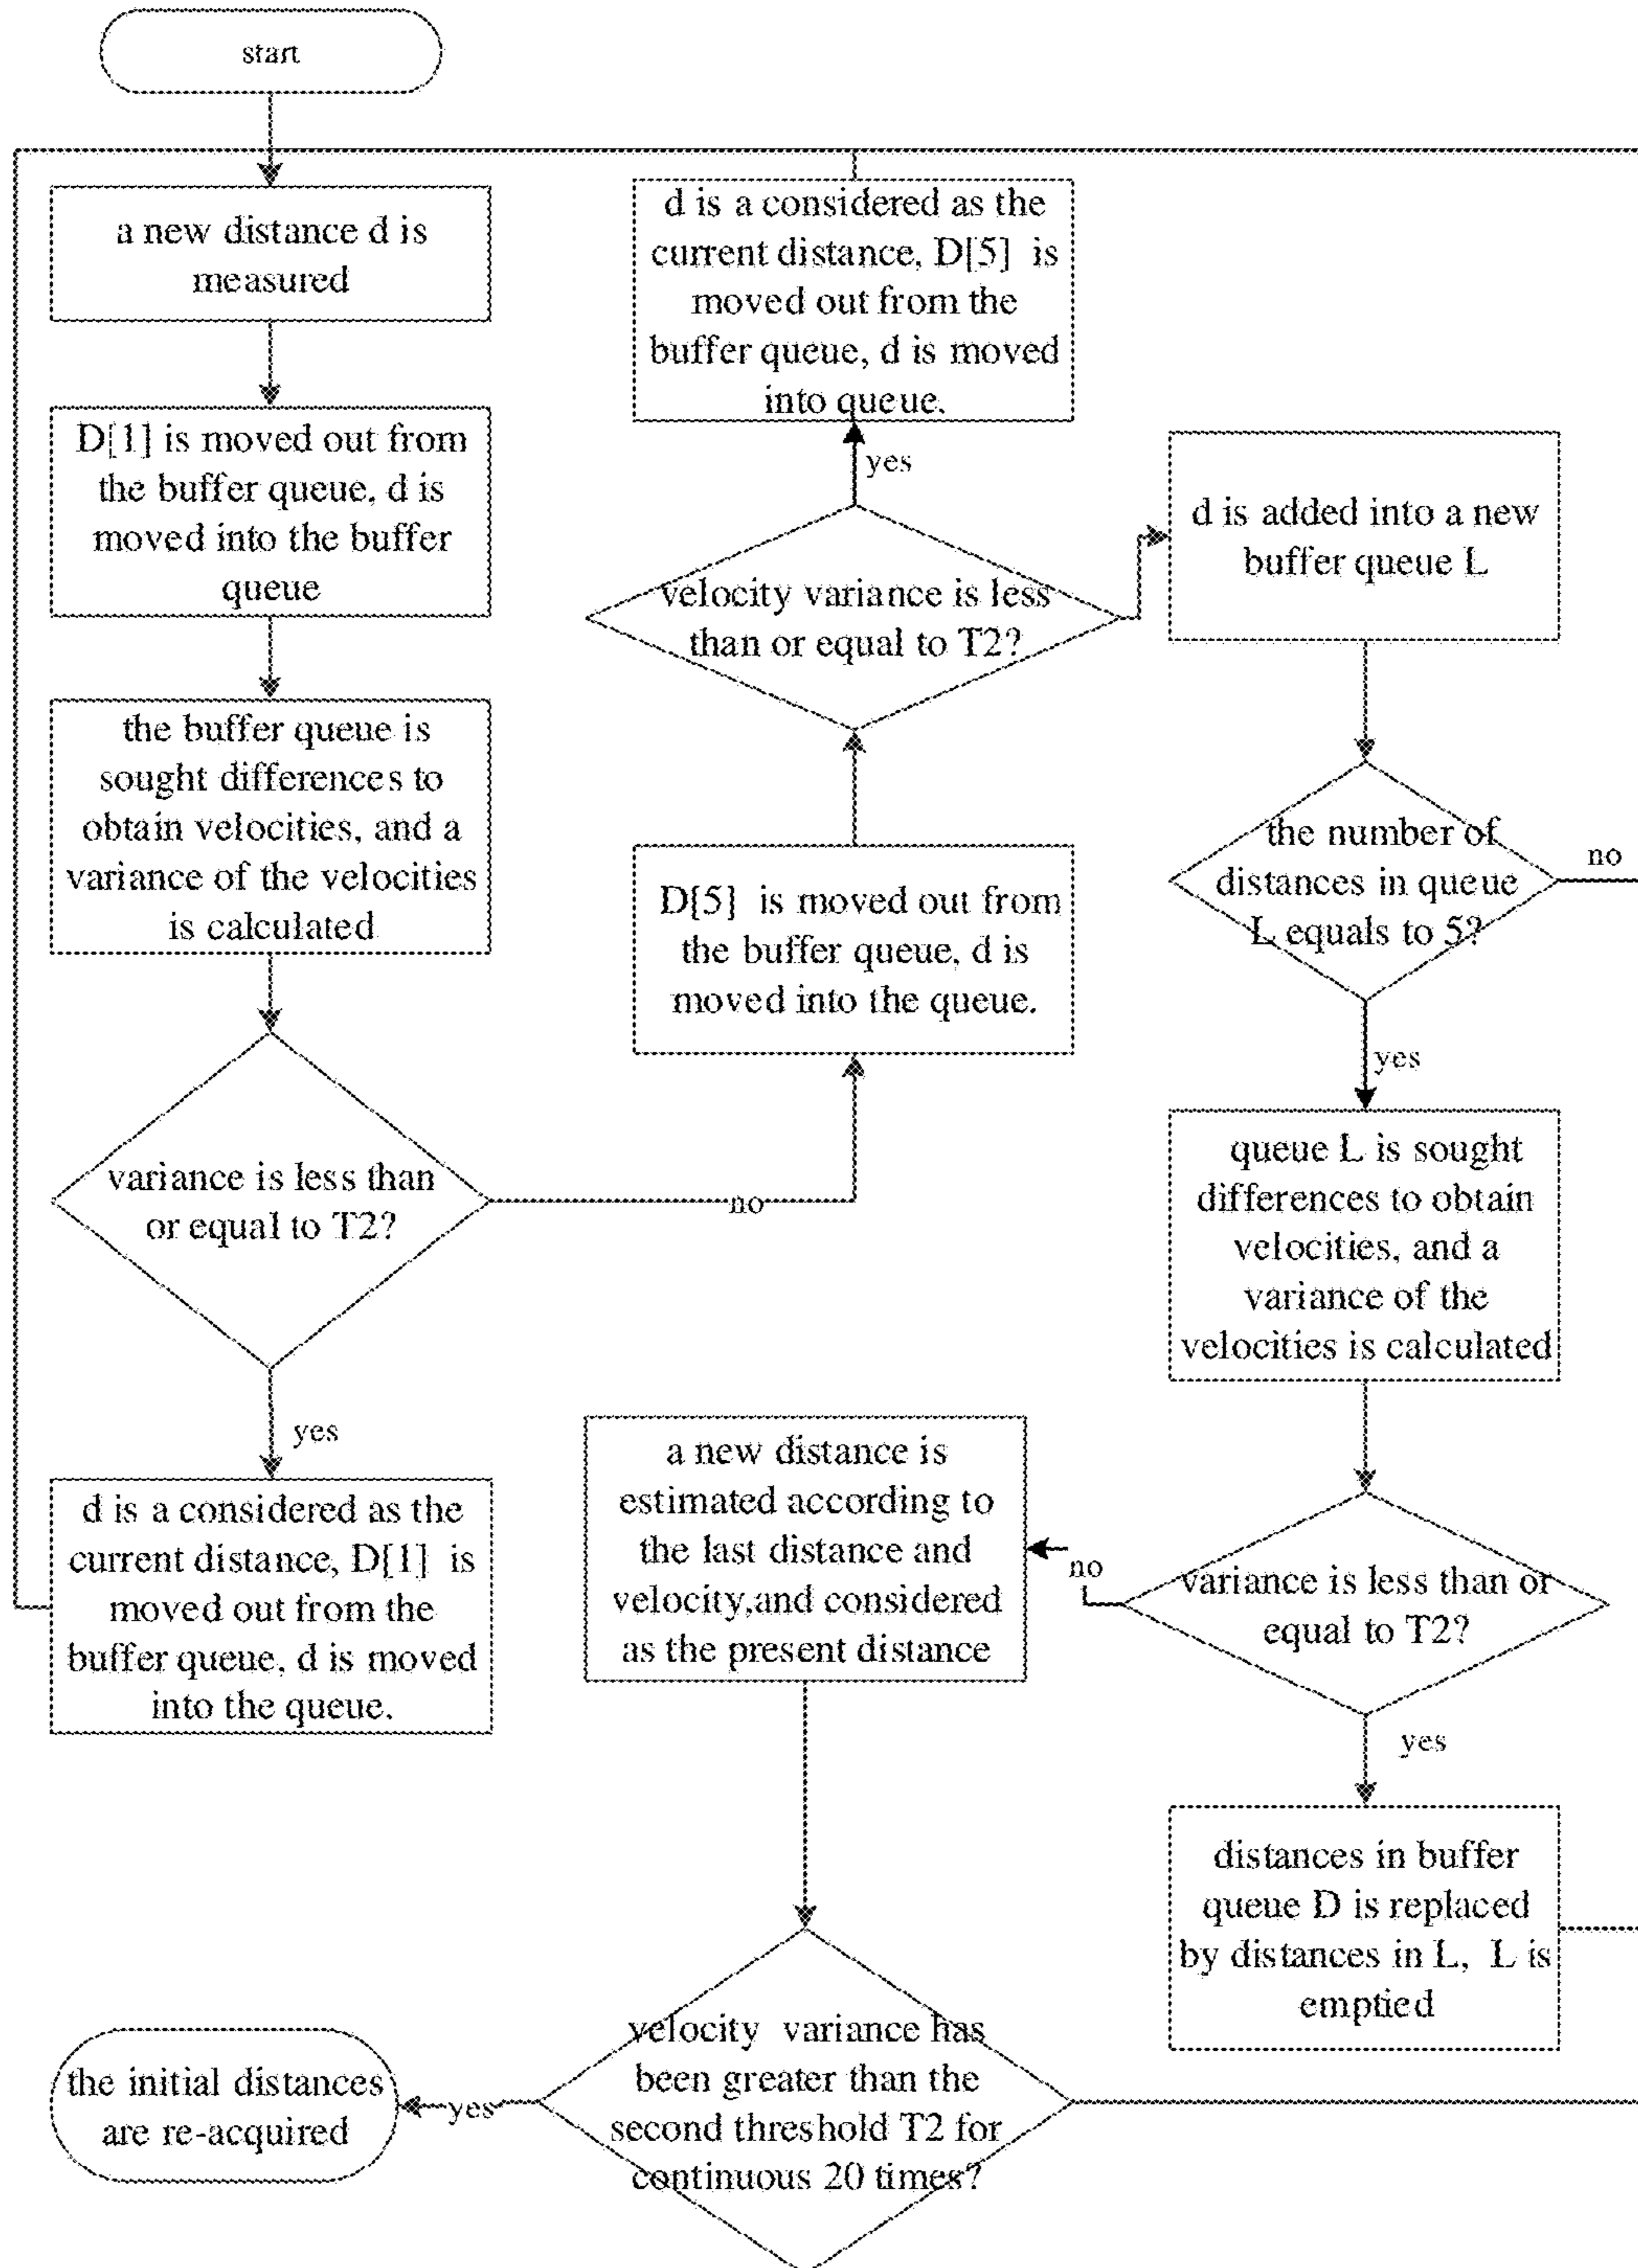 start
a new distance d is
measured
D[1] is moved out from
the buffer queue, d is
moved into the buffer
queue
the buffer queue is
sought differences to
obtain velocities, and a
variance of the velocities
is calculated
variance is less than
or equal to T2?
no
yes
d is a considered as the
current distance, D[1] is
moved out from the
buffer queue, d is moved
into the queue.
d is a considered as the
current distance, D[5] is
moved out from the
buffer queue, d is moved
into queue.
yes
velocity variance is less
than or equal to T2?
D[5] is moved out from
the buffer queue, d is
moved into the queue.
d is added into a new
buffer queue L
the number of
distances in queue
L equals to 5?
no
yes
queue L is sought
differences to obtain
velocities, and a
variance of the
velocities is calculated
variance is less than or
equal to T2?
no
yes
a new distance is
estimated according to
the last distance and
velocity,and considered
as the present distance
distances in buffer
queue D is replaced
by distances in L, L is
emptied
velocity variance has
been greater than the
second threshold T2 for
continuous 20 times?
yes
the initial distances
are re-acquired